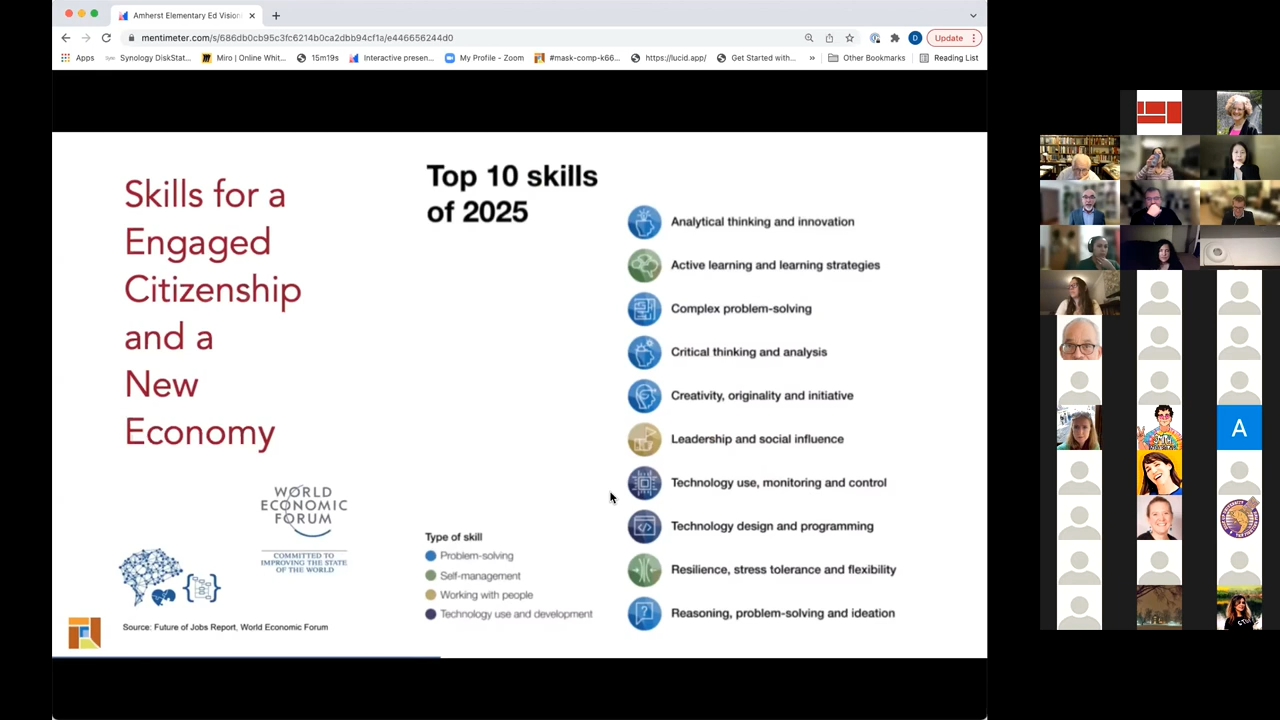 Amherst Elementary Ed Vision
mentimeter.com/s/686db0cb95c3fc6214b0ca2dbb94cf1a/e446656244d0
Update
Apps
Synology DiskStat...
Miro | Online Whit...
15m19s
Interactive presen...
My Profile - Zoom
#mask-comp-k66...
https://lucid.app/
Get Started with...
»
Other Bookmarks
Reading List
Skills for a
Engaged
Citizenship
and a
New
Economy
WORLD
ECONOMIC
FORUM
COMMITTED TO
IMPROVING THE STATE
OF THE WORLD
Source: Future of Jobs Report, World Economic Forum
Top 10 skills
of 2025
Type of skill
Problem-solving
Self-management
Working with people
Technology use and development
Analytical thinking and innovation
Active learning and learning strategies
Complex problem-solving
Critical thinking and analysis
Creativity, originality and initiative
Leadership and social influence
Technology use, monitoring and control
Technology design and programming
Resilience, stress tolerance and flexibility
Reasoning, problem-solving and ideation
D
A